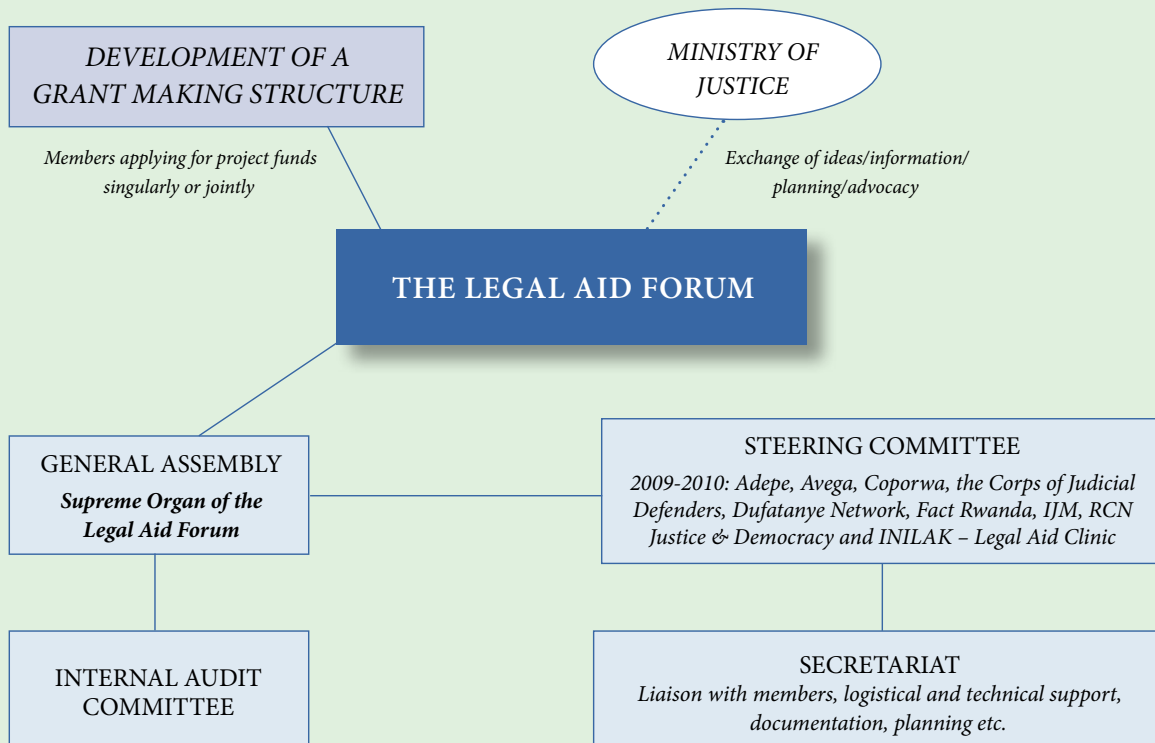 DEVELOPMENT OF A
GRANT MAKING STRUCTURE
MINISTRY OF
JUSTICE
Members applying for project funds
singularly or jointly
Exchange of ideas/information/
planning/advocacy
THE LEGAL AID FORUM
GENERAL ASSEMBLY
Supreme Organ of the
Legal Aid Forum
STEERING COMMITTEE
2009-2010: Adepe, Avega, Coporwa, the Corps of Judicial
Defenders, Dufatanye Network, Fact Rwanda, IJM, RCN
Justice & Democracy and INILAK – Legal Aid Clinic
INTERNAL AUDIT
COMMITTEE
SECRETARIAT
Liaison with members, logistical and technical support,
documentation, planning etc.